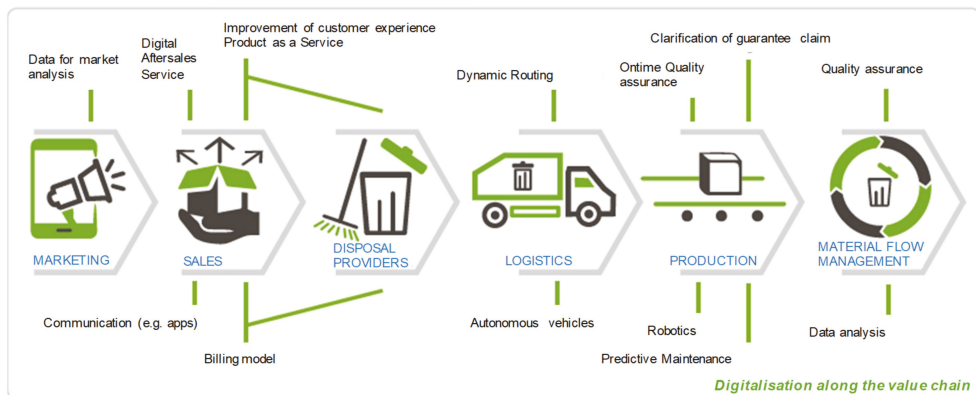 Improvement of customer experience
Product as a Service
Clarification of guarantee claim
Data for market
analysis
Digital
Aftersales
Service
Dynamic Routing
Ontime Quality
assurance
Quality assurance
MARKETING
SALES
DISPOSAL
PROVIDERS
LOGISTICS
PRODUCTION
MATERIAL FLOW
MANAGEMENT
Communication (e.g. apps)
Billing model
Autonomous vehicles
Robotics
Predictive Maintenance
Data analysis
Digitalisation along the value chain